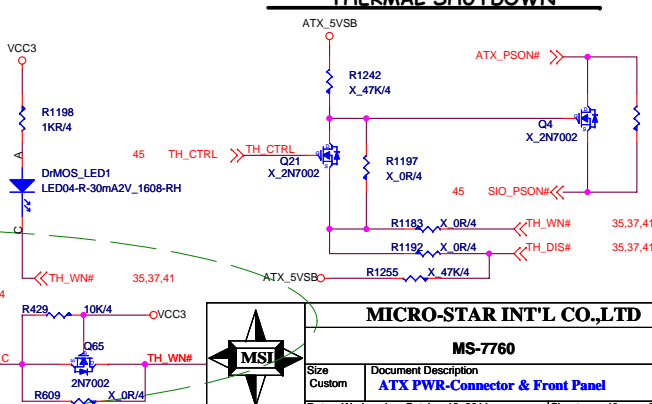 THERMAL SHUTDOWN
ATX_5VSB
VCC3
ATX_PSON#
R1242
X_47K/4
R1198
1KR/4
Q4
X_2N7002
A
45 TH_CTRL TH_CTRL
Q21
X_2N7002
R1197
X_0R/4
DrMOS_LED1
LED04-R-30mA2V_1608-RH
45 SIO_PSON#
C
R1183 X_0R/4 TH_WN# 35,37,41
R1192 X_0R/4 TH_DIS# 35,37,41
TH_WN# 35,37,41
ATX_5VSB R1255 X_47K/4
R429 10K/4 VCC3
Q65
C
TH_WN#
2N7002
R609 X_0R/4
MSI
MICRO-STAR INT'L CO.,LTD
MS-7760
Size
Custom
Document Description
ATX PWR-Connector & Front Panel